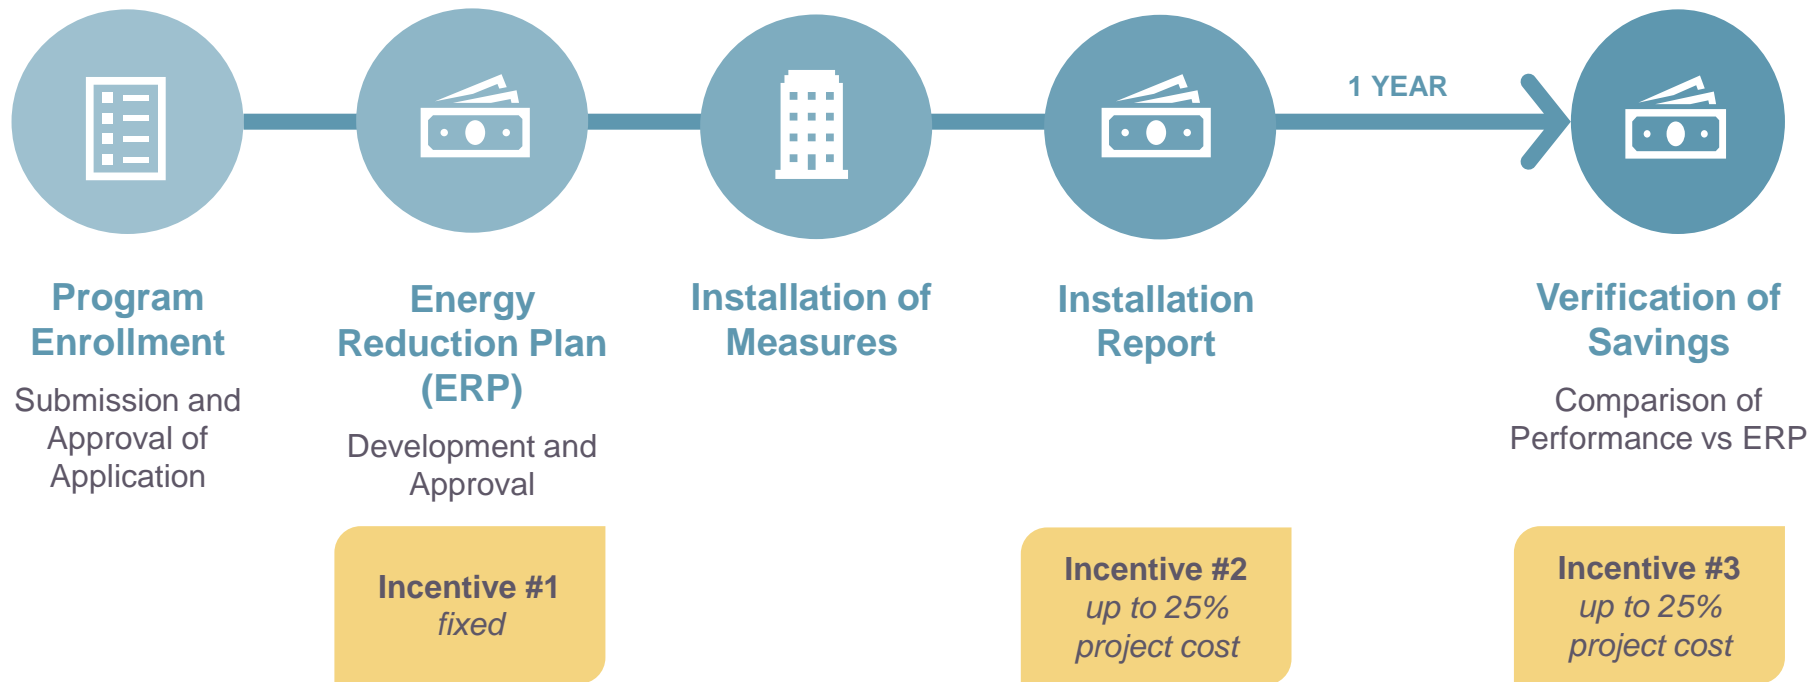 1 YEAR
Program
Enrollment
Submission and
Approval of
Application
Energy
Reduction Plan
(ERP)
Development and
Approval
Incentive #1
fixed
Installation of
Measures
Installation
Report
Incentive #2
up to 25%
project cost
Verification of
Savings
Comparison of
Performance vs ERP
Incentive #3
up to 25%
project cost